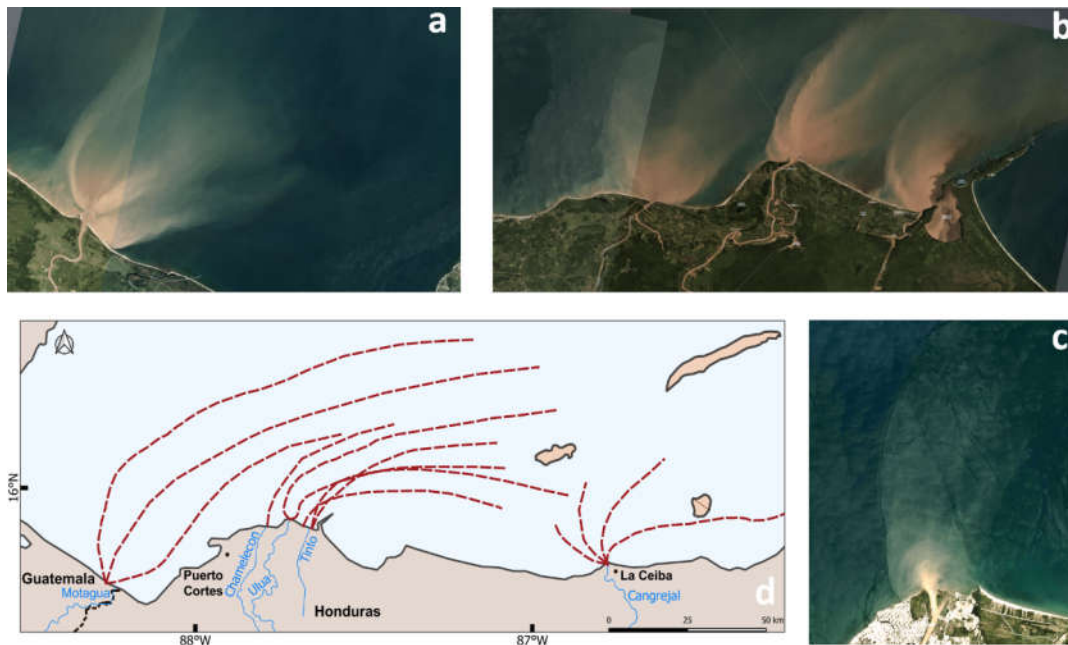 a
b
c
16°N
Guatemala
Motagua
Puerto
Cortes
Chamelecon
Ulua
Tinto
Honduras
La Ceiba
Cangrejal
d
0 25 50 km
88°W
87°W